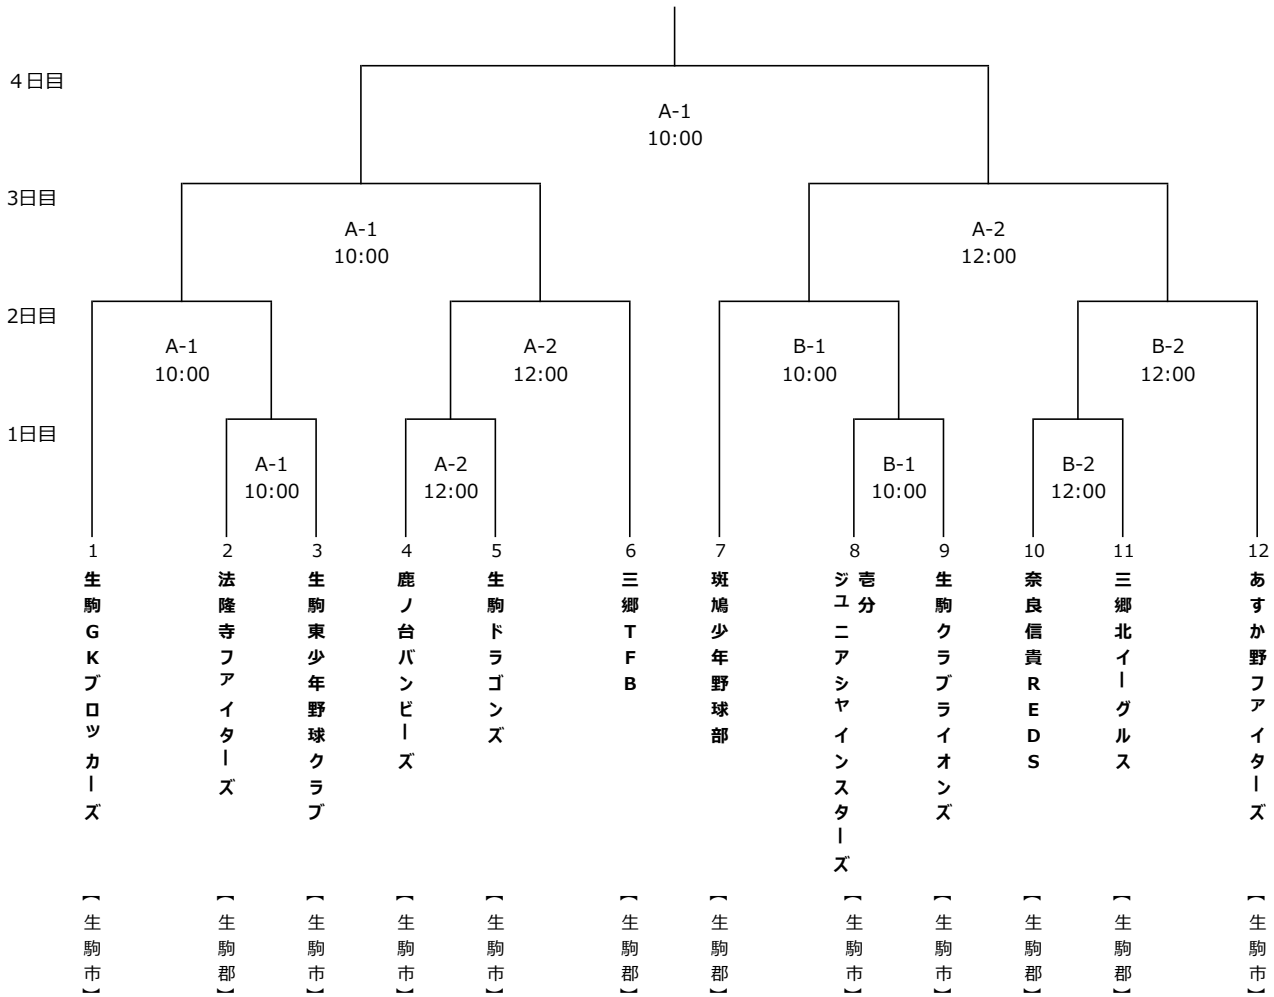 4日目
A-1
10:00
3日目
A-1
10:00
A-2
12:00
2日目
A-1
10:00
A-2
12:00
B-1
10:00
B-2
12:00
1日目
A-1
10:00
A-2
12:00
B-1
10:00
B-2
12:00
1
生駒GKブロッカーズ
【生駒市】
2
法隆寺ファイターズ
【生駒郡】
3
生駒東少年野球クラブ
【生駒市】
4
鹿ノ台バンビーズ
【生駒市】
5
生駒ドラゴンズ
【生駒市】
6
三郷TFB
【生駒郡】
7
斑鳩少年野球部
【生駒郡】
8
壱分
ジュニアシャインスターズ
【生駒市】
9
生駒クラブライオンズ
【生駒市】
10
奈良信貴REDS
【生駒郡】
11
三郷北イーグルス
【生駒郡】
12
あすか野ファイターズ
【生駒市】